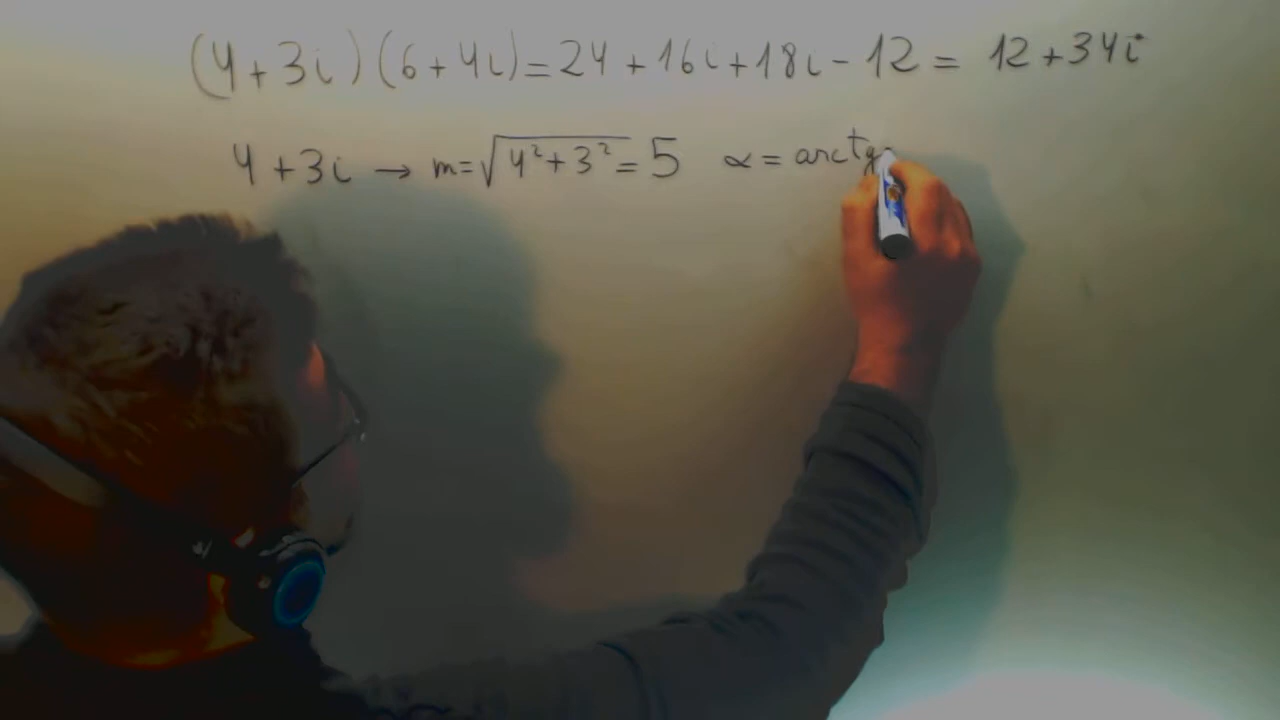 (4+3i)(6+4i)=24+16i+18i-12= 12+34i
4+3i → m=√4²+3²=5 α=arctg